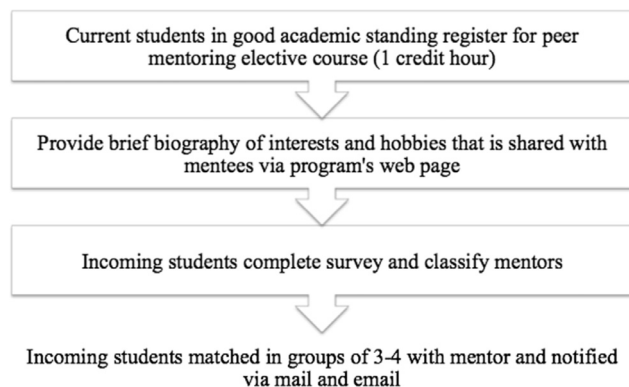 Current students in good academic standing register for peer
mentoring elective course (1 credit hour)
Provide brief biography of interests and hobbies that is shared with
mentees via program's web page
Incoming students complete survey and classify mentors
Incoming students matched in groups of 3-4 with mentor and notified
via mail and email